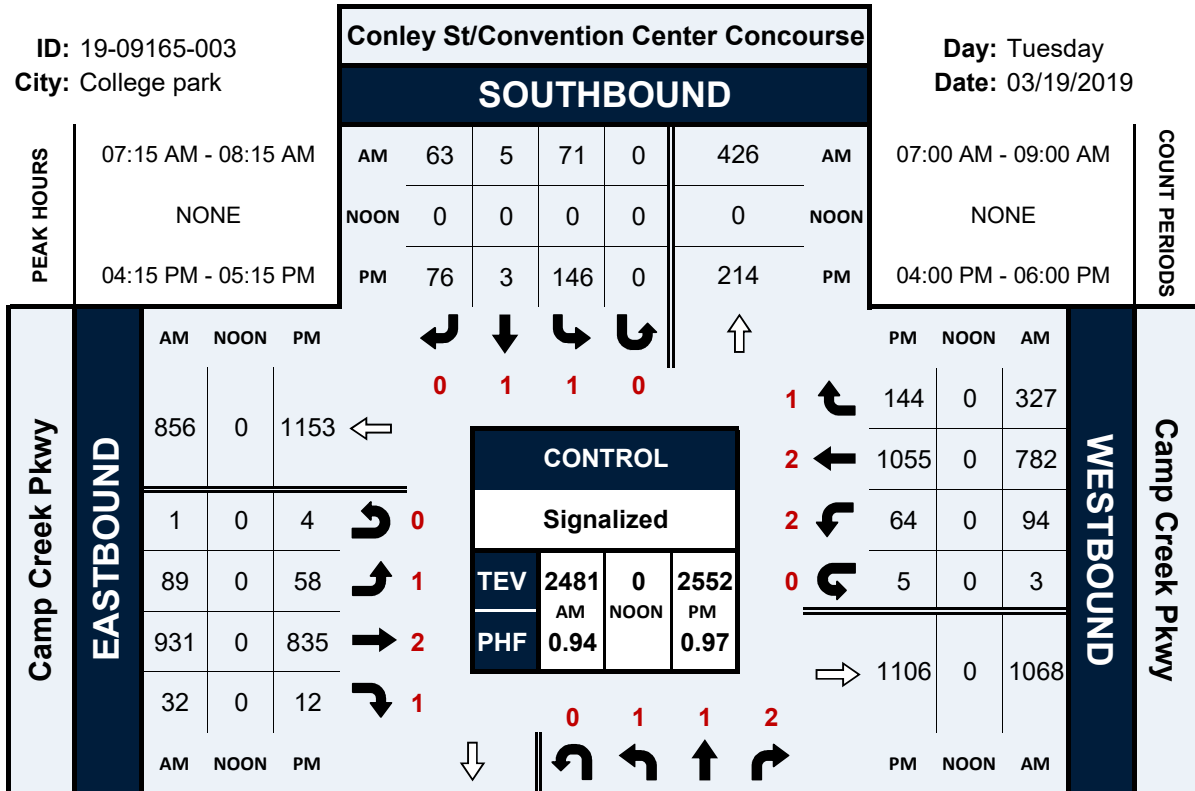 Conley St/Convention Center Concourse
ID: 19-09165-003
City: College park
Day: Tuesday
Date: 03/19/2019
SOUTHBOUND
PEAK HOURS
07:15 AM - 08:15 AM
NONE
04:15 PM - 05:15 PM
AM 63 5 71 0 426 AM
NOON 0 0 0 0 0 NOON
PM 76 3 146 0 214 PM
07:00 AM - 09:00 AM
NONE
04:00 PM - 06:00 PM
COUNT PERIODS
0 1 1 0
Camp Creek Pkwy
EASTBOUND
AM NOON PM
856 0 1153
1 0 4 0
89 0 58 1
931 0 835 2
32 0 12 1
AM NOON PM
CONTROL
Signalized
TEV 2481 0 2552
AM NOON PM
PHF 0.94 0.97
PM NOON AM
1 144 0 327
2 1055 0 782
2 64 0 94
0 5 0 3
1106 0 1068
PM NOON AM
WESTBOUND
Camp Creek Pkwy
0 1 1 2